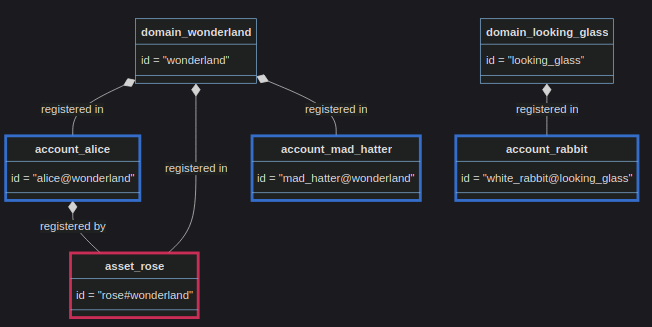 domain_wonderland
id = "wonderland"
domain_looking_glass
id = "looking_glass"
registered in
registered in
registered in
account_alice
id = "alice@wonderland"
registered in
account_mad_hatter
id = "mad_hatter@wonderland"
account_rabbit
id = "white_rabbit@looking_glass"
registered by
asset_rose
id = "rose#wonderland"